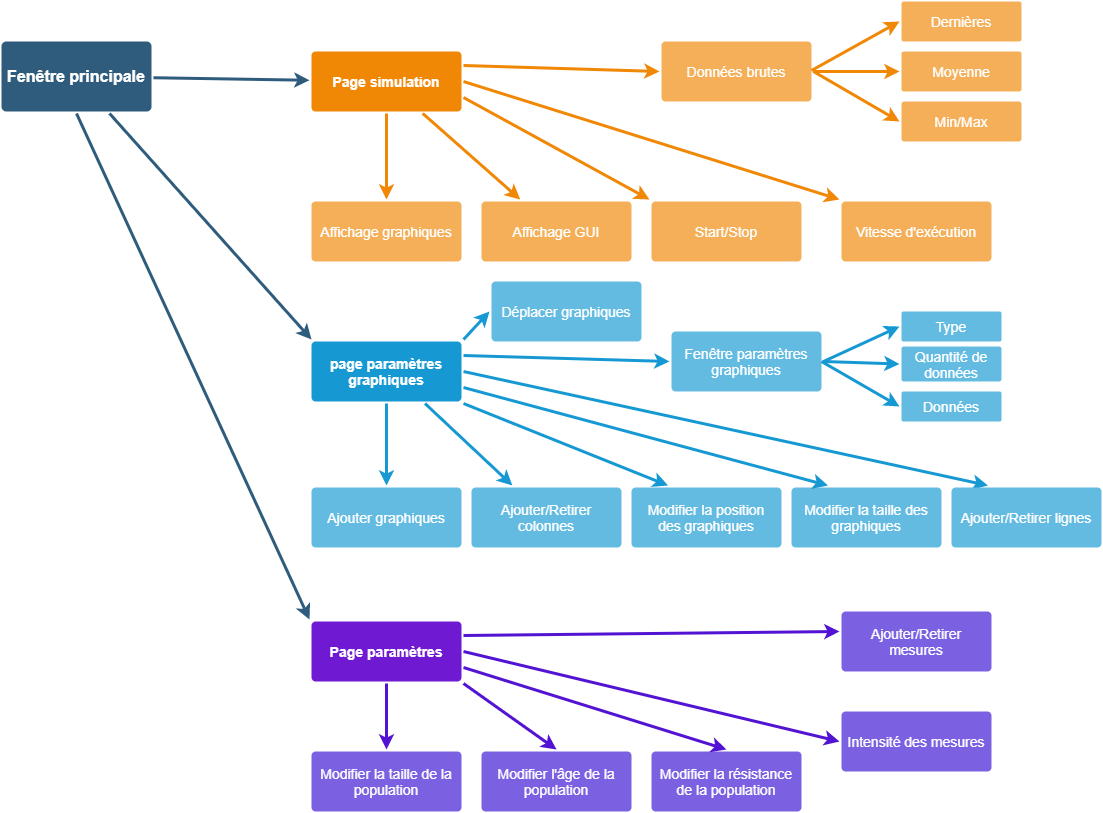 Fenêtre principale
Page simulation
Données brutes
Dernières
Moyenne
Min/Max
Affichage graphiques
Affichage GUI
Start/Stop
Vitesse d'exécution
page paramètres
graphiques
Déplacer graphiques
Fenêtre paramètres
graphiques
Type
Quantité de
données
Données
Ajouter graphiques
Ajouter/Retirer
colonnes
Modifier la position
des graphiques
Modifier la taille des
graphiques
Ajouter/Retirer lignes
Page paramètres
Ajouter/Retirer
mesures
Intensité des mesures
Modifier la taille de la
population
Modifier l'âge de la
population
Modifier la résistance
de la population